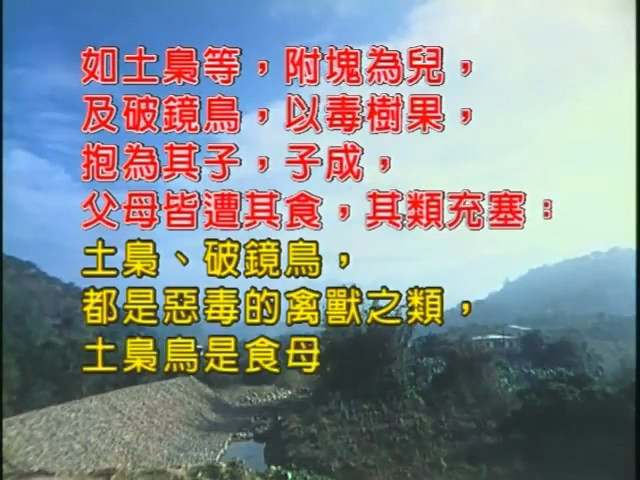 如土梟等，附塊為兒，
及破鏡鳥，以毒樹果，
抱為其子，子成，
父母皆遭其食，其類充塞：
土梟、破鏡鳥，
都是惡毒的禽獸之類，
土梟鳥是食母